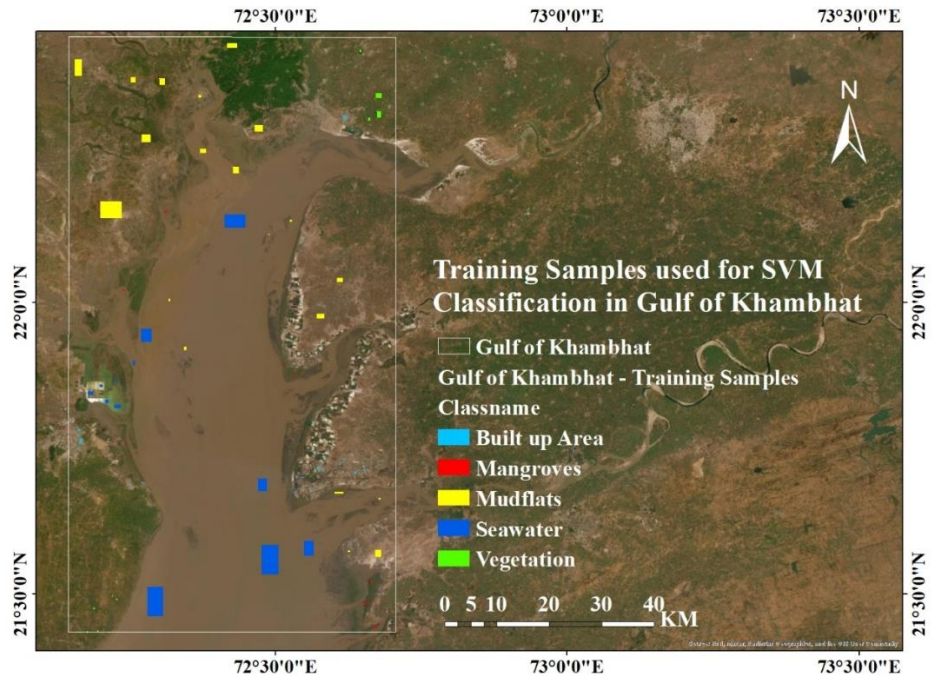 72°30'0"E 73°0'0"E 73°30'0"E
N
22°0'0"N 22°0'0"N
Training Samples used for SVM
Classification in Gulf of Khambhat
Gulf of Khambhat
Gulf of Khambhat - Training Samples
Classname
Built up Area
Mangroves
Mudflats
Seawater
Vegetation
21°30'0"N 21°30'0"N
0 5 10 20 30 40
KM
72°30'0"E 73°0'0"E 73°30'0"E